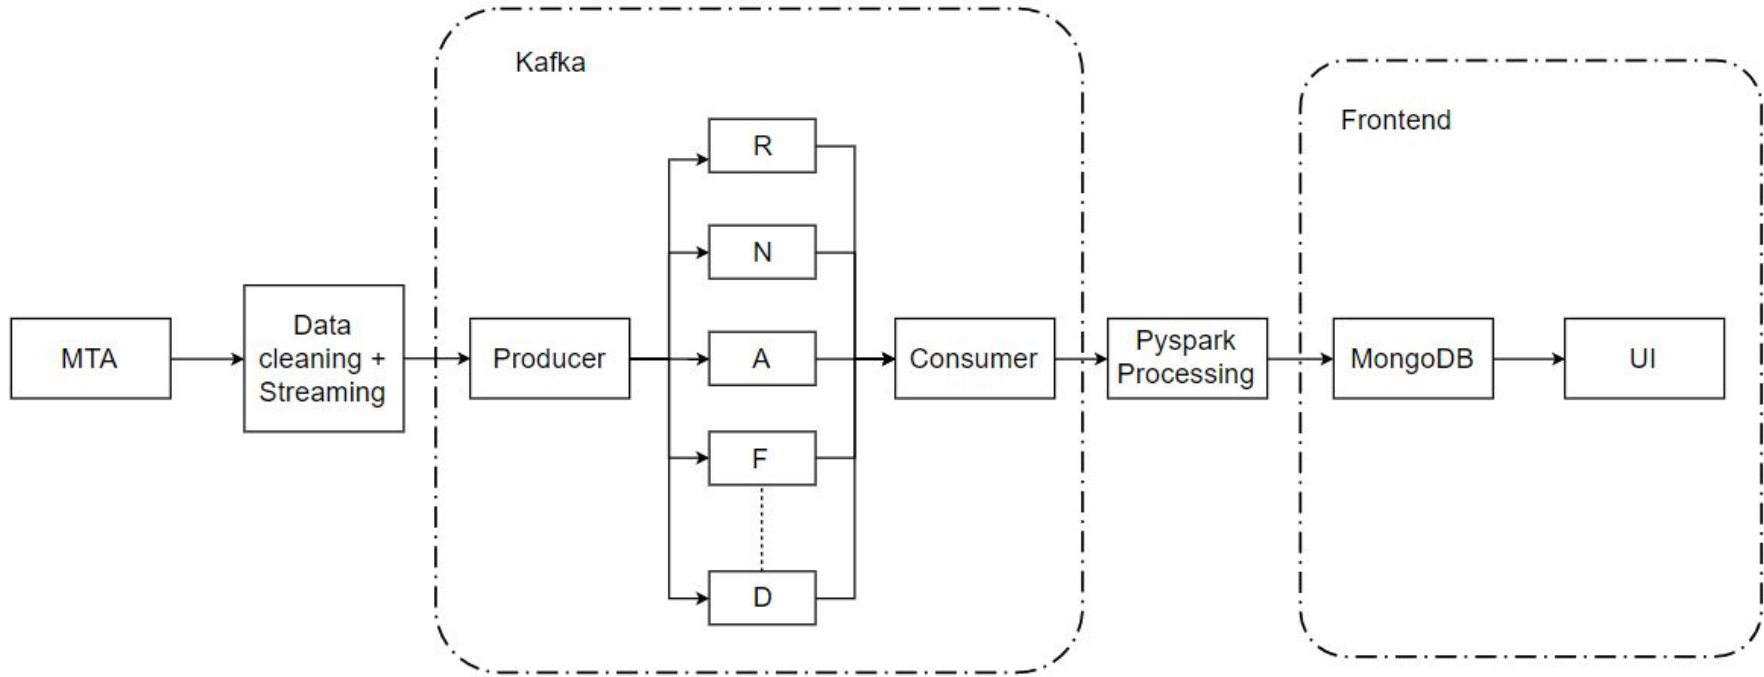 Kafka
Frontend
R
N
MTA
Data
cleaning +
Streaming
Producer
A
Consumer
Pyspark
Processing
MongoDB
UI
F
D